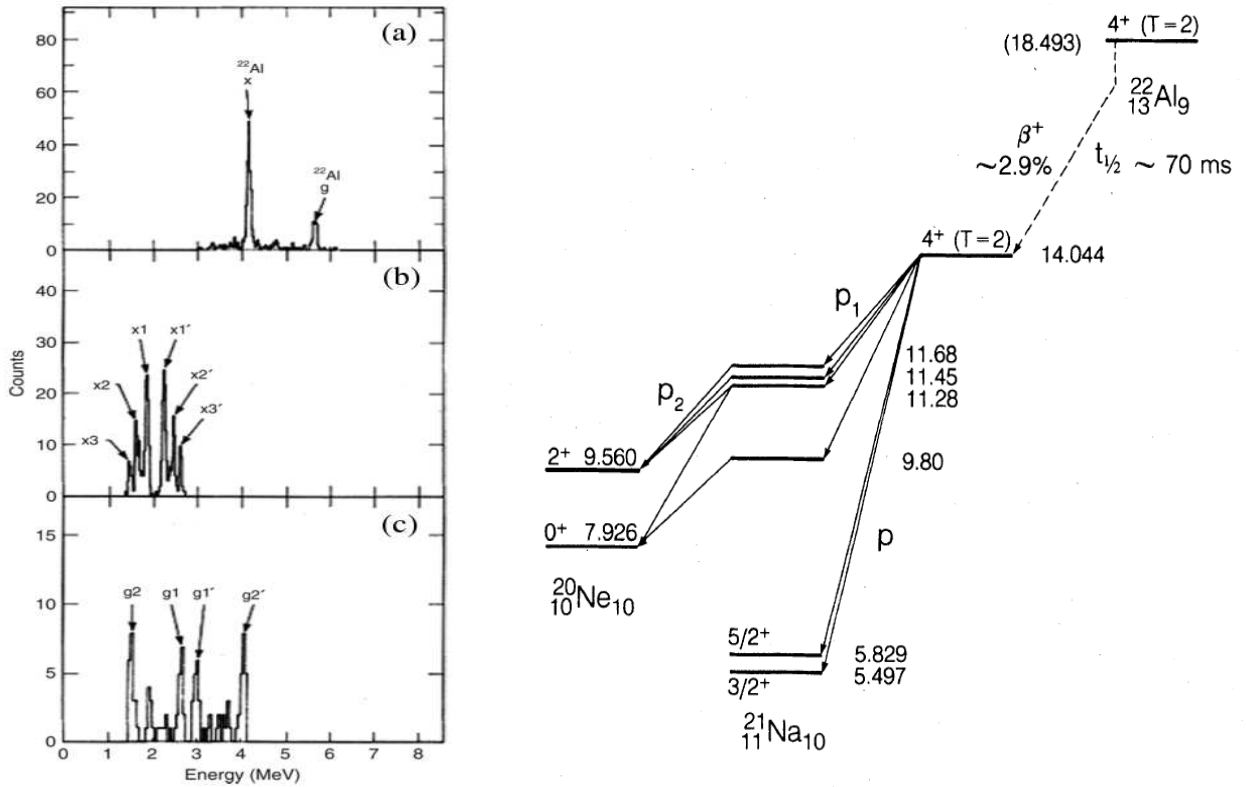 (a)
80
60
40
20
0
22Al
x
22Al
g
(b)
40
30
20
10
0
Counts
x1
x1′
x2
x2′
x3
x3′
(c)
15
10
5
0
g2
g1
g1′
g2′
0 1 2 3 4 5 6 7 8
Energy (MeV)
4+ (T=2)
(18.493)
22
13Al9
β+
~2.9%
t½ ~ 70 ms
4+ (T=2)
14.044
p1
11.68
11.45
11.28
p2
2+ 9.560
9.80
0+ 7.926
p
20
10Ne10
5/2+
5.829
5.497
3/2+
21
11Na10